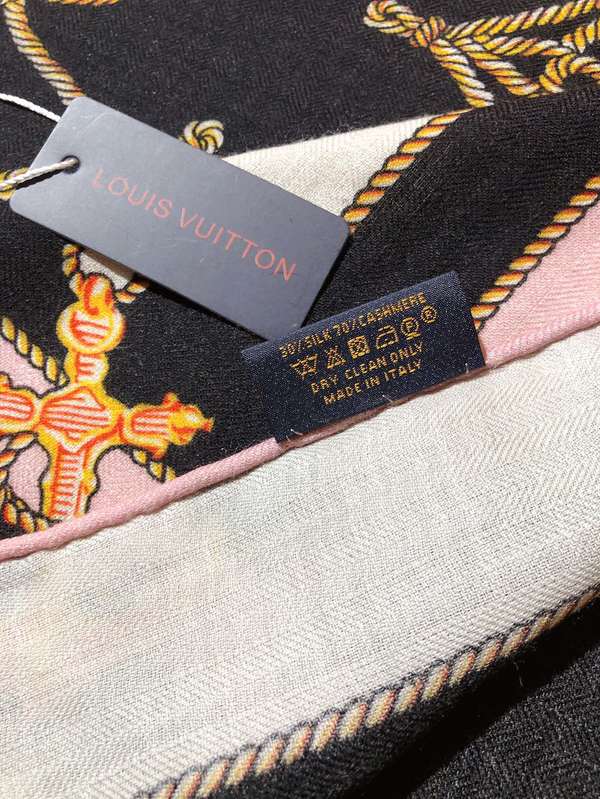 LOUIS VUITTON
30% SILK 70% CASHMERE
DRY CLEAN ONLY
MADE IN ITALY